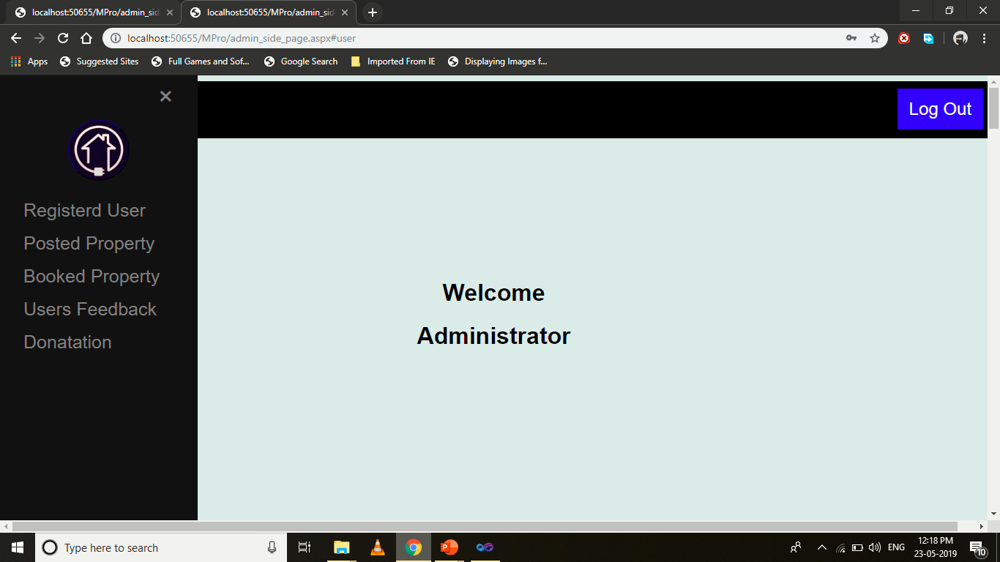 localhost:50655/MPro/admin_sid
localhost:50655/MPro/admin_sid
localhost:50655/MPro/admin_side_page.aspx#user
Apps
Suggested Sites
Full Games and Sof...
Google Search
Imported From IE
Displaying Images f...
Log Out
Registerd User
Posted Property
Booked Property
Users Feedback
Donatation
Welcome
Administrator
Type here to search
ENG
12:18 PM
23-05-2019
10